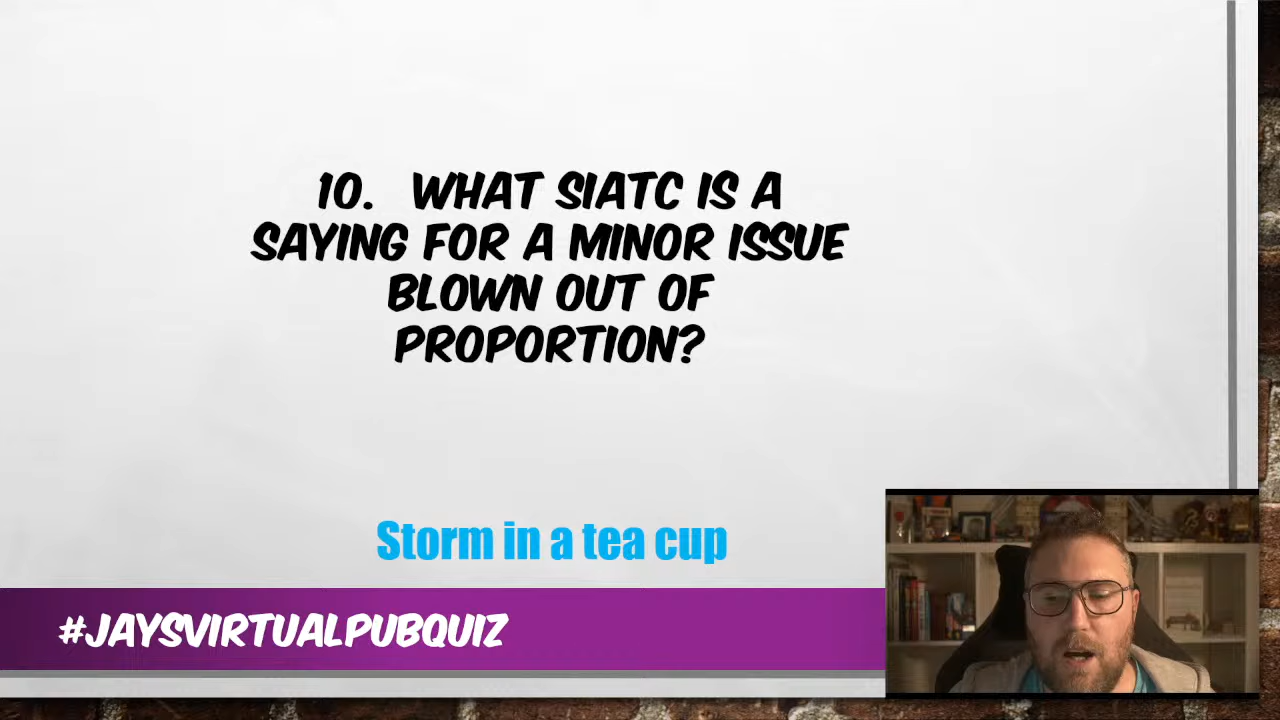 10. WHAT SIATC IS A
SAYING FOR A MINOR ISSUE
BLOWN OUT OF
PROPORTION?
Storm in a tea cup
#JAYSVIRTUALPUBQUIZ